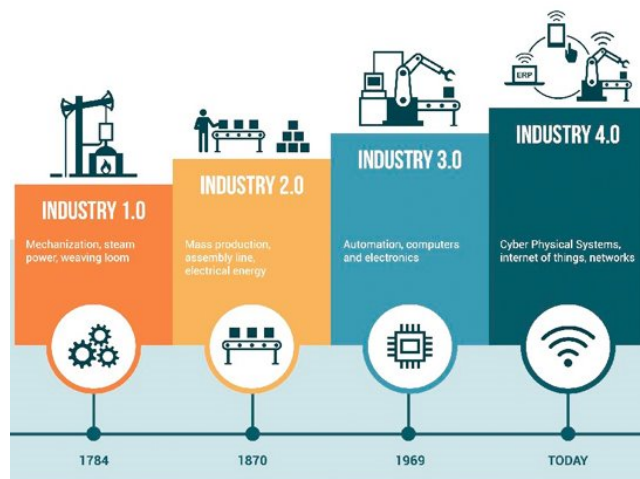 ERP
INDUSTRY 1.0
Mechanization, steam
power, weaving loom
INDUSTRY 2.0
Mass production,
assembly line,
electrical energy
INDUSTRY 3.0
Automation, computers
and electronics
INDUSTRY 4.0
Cyber Physical Systems,
internet of things, networks
1784
1870
1969
TODAY